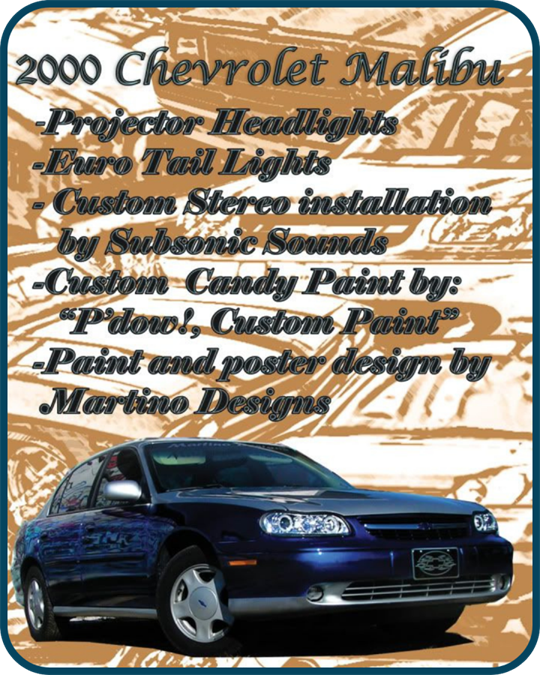 2000 Chevrolet Malibu
-Projector Headlights
-Euro Tail Lights
- Custom Stereo installation
by Subsonic Sounds
-Custom Candy Paint by:
"P'dow!, Custom Paint"
-Paint and poster design by
Martino Designs